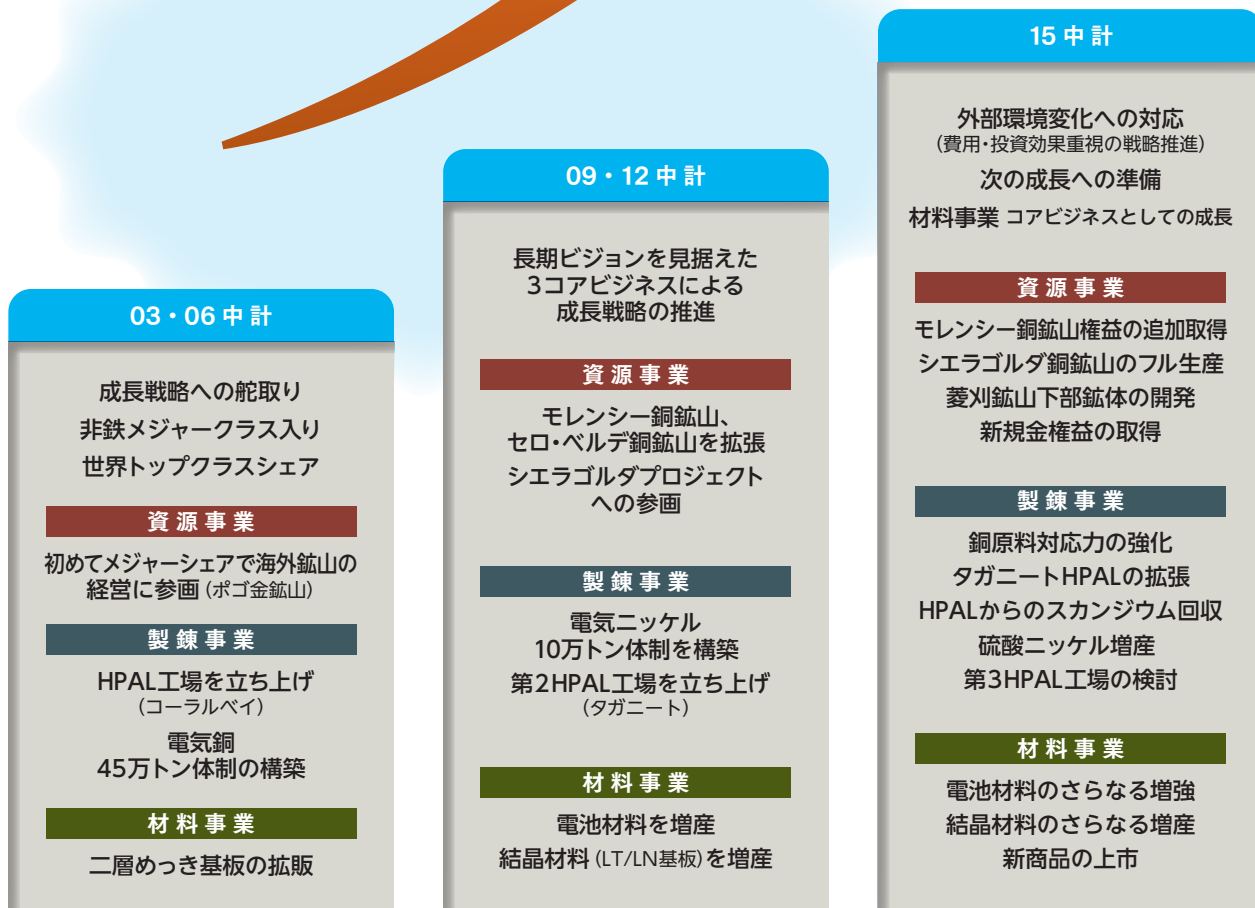 03・06中計
成長戦略への舵取り
非鉄メジャークラス入り
世界トップクラスシェア
資源事業
初めてメジャーシェアで海外鉱山の
経営に参画(ポゴ金鉱山)
製錬事業
HPAL工場を立ち上げ
(コーラルベイ)
電気銅
45万トン体制の構築
材料事業
二層めっき基板の拡販
09・12中計
長期ビジョンを見据えた
3コアビジネスによる
成長戦略の推進
資源事業
モレンシー銅鉱山、
セロ・ベルデ銅鉱山を拡張
シエラゴルダプロジェクト
への参画
製錬事業
電気ニッケル
10万トン体制を構築
第2HPAL工場を立ち上げ
(タガニート)
材料事業
電池材料を増産
結晶材料(LT/LN基板)を増産
15中計
外部環境変化への対応
(費用・投資効果重視の戦略推進)
次の成長への準備
材料事業 コアビジネスとしての成長
資源事業
モレンシー銅鉱山権益の追加取得
シエラゴルダ銅鉱山のフル生産
菱刈鉱山下部鉱体の開発
新規金権益の取得
製錬事業
銅原料対応力の強化
タガニートHPALの拡張
HPALからのスカンジウム回収
硫酸ニッケル増産
第3HPAL工場の検討
材料事業
電池材料のさらなる増強
結晶材料のさらなる増産
新商品の上市